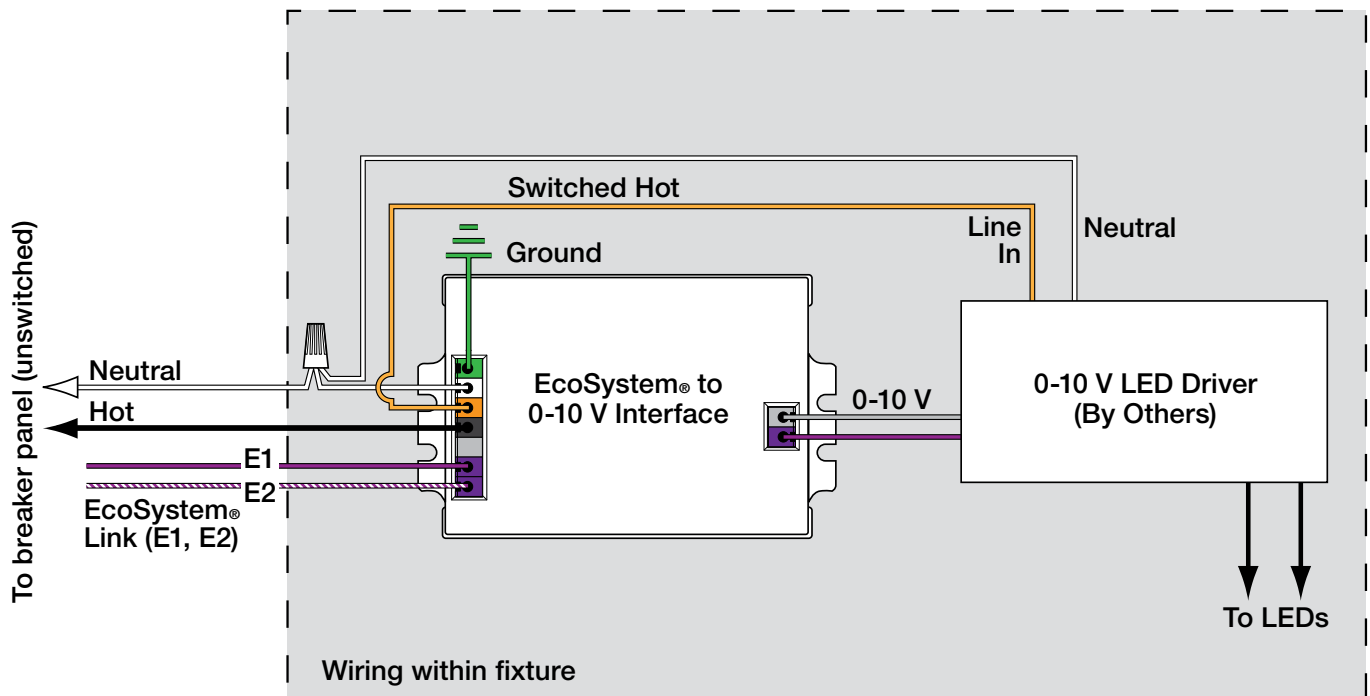 To breaker panel (unswitched)
Switched Hot
Ground
Line
In
Neutral
Neutral
Hot
E1
E2
EcoSystem®
Link (E1, E2)
EcoSystem® to
0-10 V Interface
0-10 V
0-10 V LED Driver
(By Others)
To LEDs
Wiring within fixture